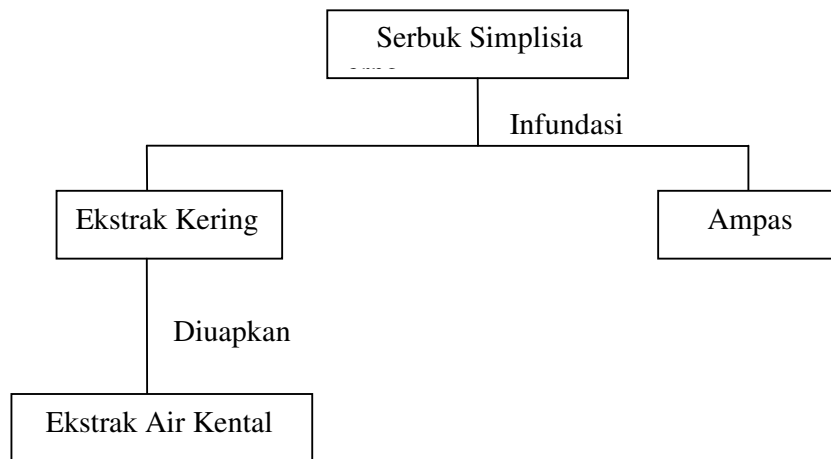 Serbuk Simplisia
Infundasi
Ekstrak Kering
Ampas
Diuapkan
Ekstrak Air Kental